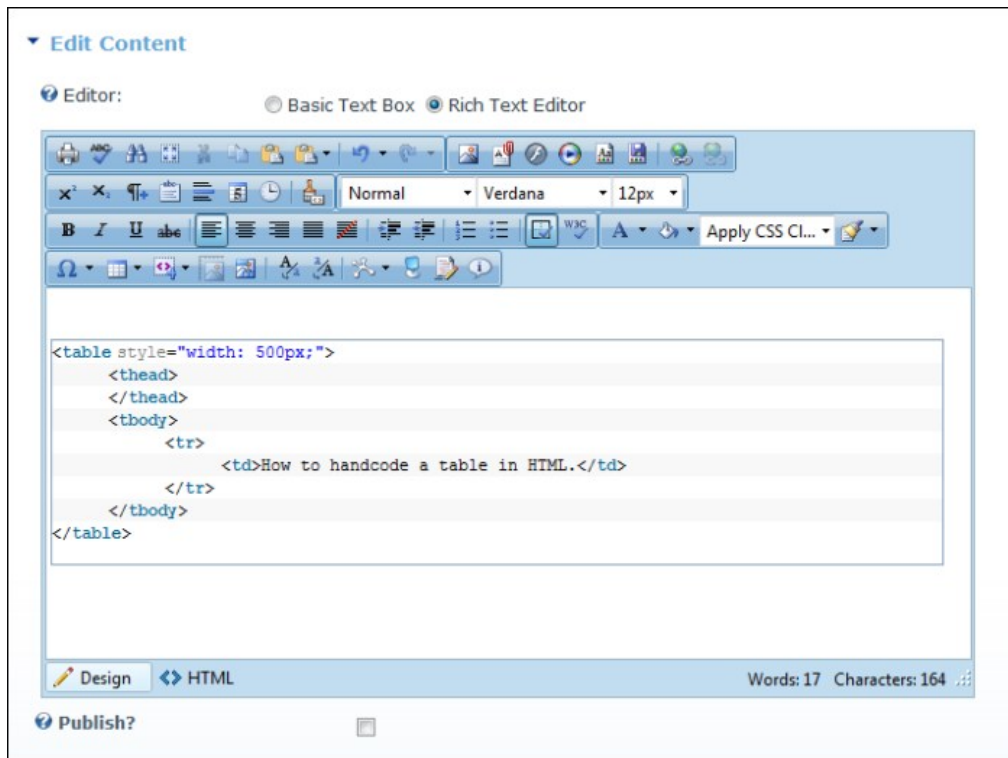 Edit Content
Editor:
Basic Text Box Rich Text Editor
Normal Verdana 12px
B I U abc W3C A Apply CSS Cl...
Ω
<table style="width: 500px;">
<thead>
</thead>
<tbody>
<tr>
<td>How to handcode a table in HTML.</td>
</tr>
</tbody>
</table>
Design HTML Words: 17 Characters: 164
Publish?